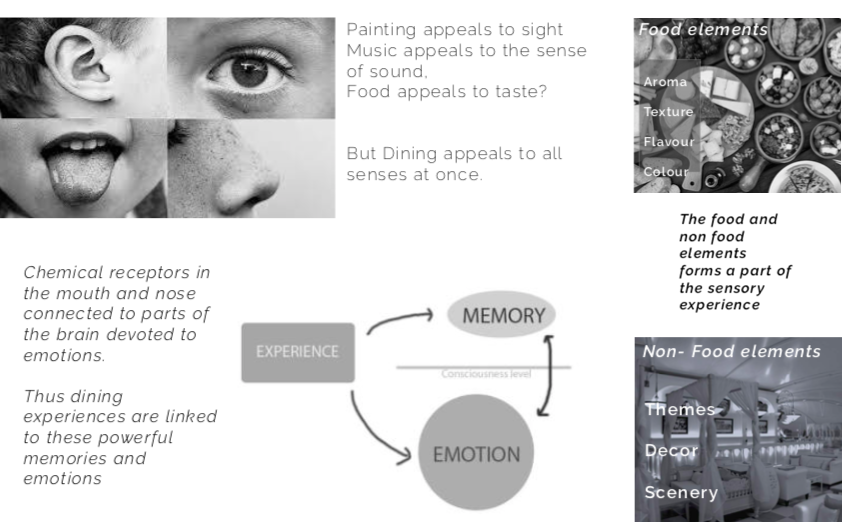 Painting appeals to sight
Music appeals to the sense
of sound,
Food appeals to taste?
But Dining appeals to all
senses at once.
Food elements
Aroma
Texture
Flavour
Colour
The food and
non food
elements
forms a part of
the sensory
experience
Chemical receptors in
the mouth and nose
connected to parts of
the brain devoted to
emotions.
Thus dining
experiences are linked
to these powerful
memories and
emotions
EXPERIENCE
MEMORY
Consciousness level
EMOTION
Non- Food elements
Themes
Decor
Scenery